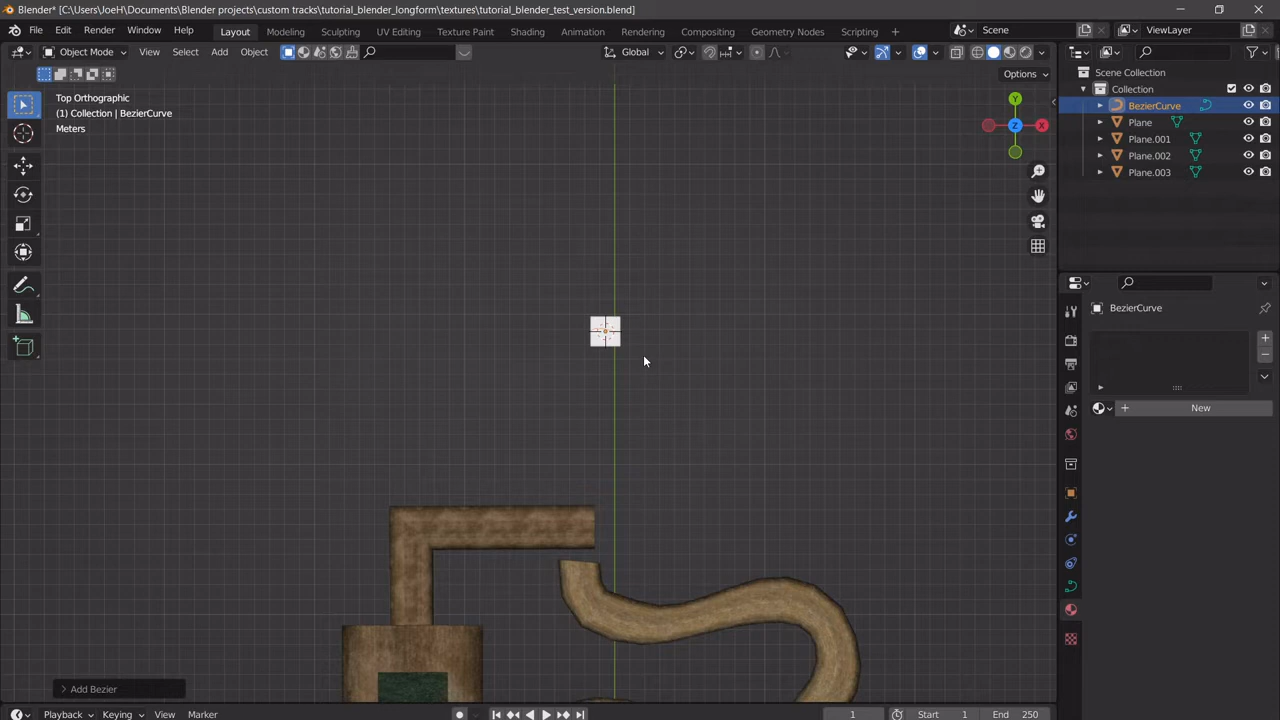 Blender* [C:\Users\JoeH\Documents\Blender projects\custom tracks\tutorial_blender_longform\textures\tutorial_blender_test_version.blend]
File Edit Render Window Help Layout Modeling Sculpting UV Editing Texture Paint Shading Animation Rendering Compositing Geometry Nodes Scripting Scene ViewLayer
Object Mode View Select Add Object Global
Options
Top Orthographic
(1) Collection | BezierCurve
Meters
Y
Z
X
Scene Collection
Collection
BezierCurve
Plane
Plane.001
Plane.002
Plane.003
BezierCurve
New
Add Bezier
Playback Keying View Marker 1 Start 1 End 250